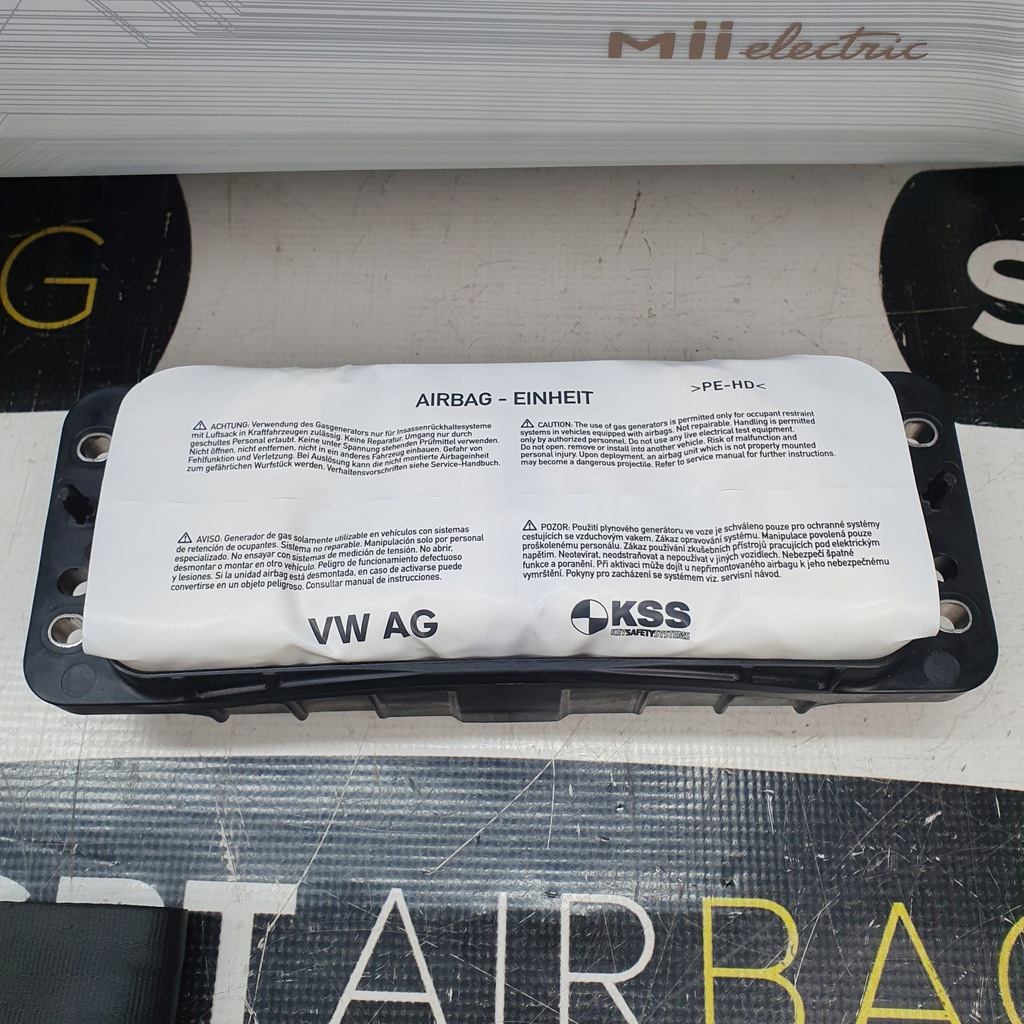 Mii electric
G
S
AIRBAG - EINHEIT
>PE-HD<
ACHTUNG: Verwendung des Gasgenerators nur für Insassenrückhaltesysteme
mit Luftsack in Kraftfahrzeugen zulässig. Keine Reparatur. Umgang nur durch
geschultes Personal erlaubt. Keine unter Spannung stehenden Prüfmittel verwenden.
Nicht öffnen, nicht entfernen, nicht in ein anderes Fahrzeug einbauen. Gefahr von
Fehlfunktion und Verletzung. Bei Auslösung kann die nicht montierte Airbageinheit
zum gefährlichen Wurfstück werden. Verhaltensvorschriften siehe Service-Handbuch.
CAUTION: The use of gas generators is permitted only for occupant restraint
systems in vehicles equipped with airbags. Not repairable. Handling is permitted
only by authorized personnel. Do not use any live electrical test equipment.
Do not open, remove or install into another vehicle. Risk of malfunction and
personal injury. Upon deployment, an airbag unit which is not properly mounted
may become a dangerous projectile. Refer to service manual for further instructions.
AVISO: Generador de gas solamente utilizable en vehículos con sistemas
de retención de ocupantes. Sistema no reparable. Manipulación solo por personal
especializado. No ensayar con sistemas de medición de tensión. No abrir,
desmontar o montar en otro vehículo. Peligro de funcionamiento defectuoso
y lesiones. Si la unidad airbag está desmontada, en caso de activarse puede
convertirse en un objeto peligroso. Consultar manual de instrucciones.
POZOR: Použití plynového generátoru ve voze je schváleno pouze pro ochranné systémy
cestujících se vzduchovým vakem. Zákaz opravování systému. Manipulace povolená pouze
proškolenému personálu. Zákaz používání zkušebních přístrojů pracujících pod elektrickým
napětím. Neotevírat, neodstraňovat a nepoužívat v jiných vozidlech. Nebezpečí špatné
funkce a poranění. Při aktivaci může dojít u nepřimontovaného airbagu k jeho nebezpečnému
vymrštění. Pokyny pro zacházení se systémem viz. servisní návod.
VW AG
KSS
KEYSAFETYSYSTEMS
RTAIRBAG